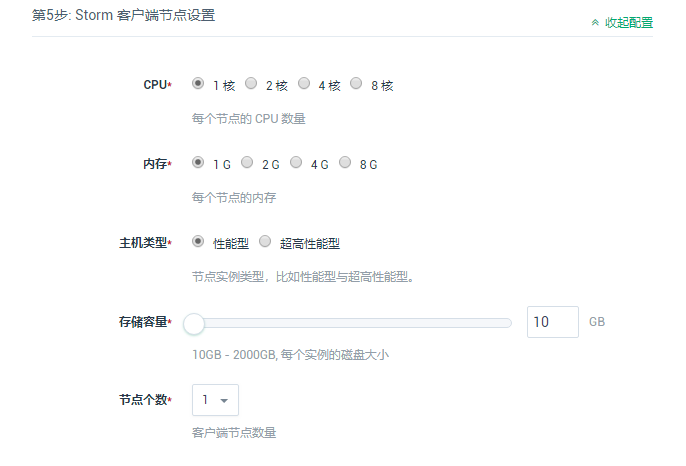 第5步: Storm 客户端节点设置
收起配置
CPU* 1 核 2 核 4 核 8 核
每个节点的 CPU 数量
内存* 1 G 2 G 4 G 8 G
每个节点的内存
主机类型* 性能型 超高性能型
节点实例类型，比如性能型与超高性能型。
存储容量* 10 GB
10GB - 2000GB, 每个实例的磁盘大小
节点个数* 1
客户端节点数量